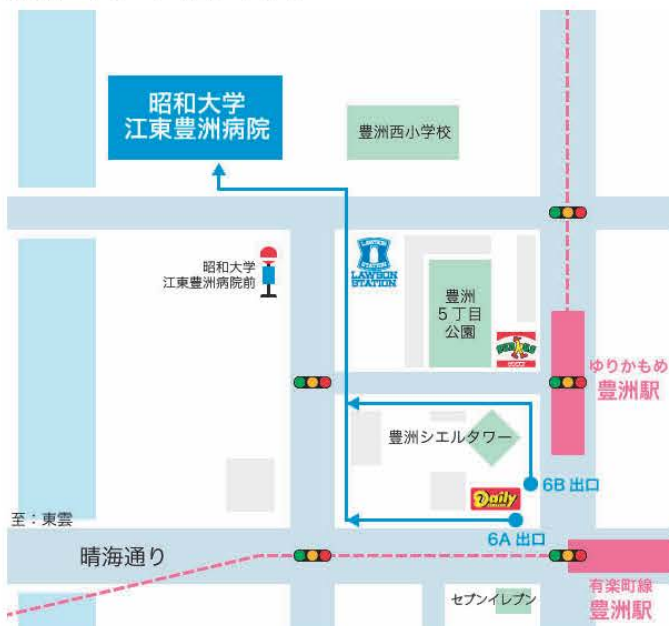 昭和大学
江東豊洲病院
豊洲西小学校
昭和大学
江東豊洲病院前
LAWSON
STATION
LAWSON
STATION
豊洲
5丁目
公園
ゆりかもめ
豊洲駅
豊洲シエルタワー
6B 出口
Daily
至：東雲
6A 出口
晴海通り
有楽町線
豊洲駅
セブンイレブン